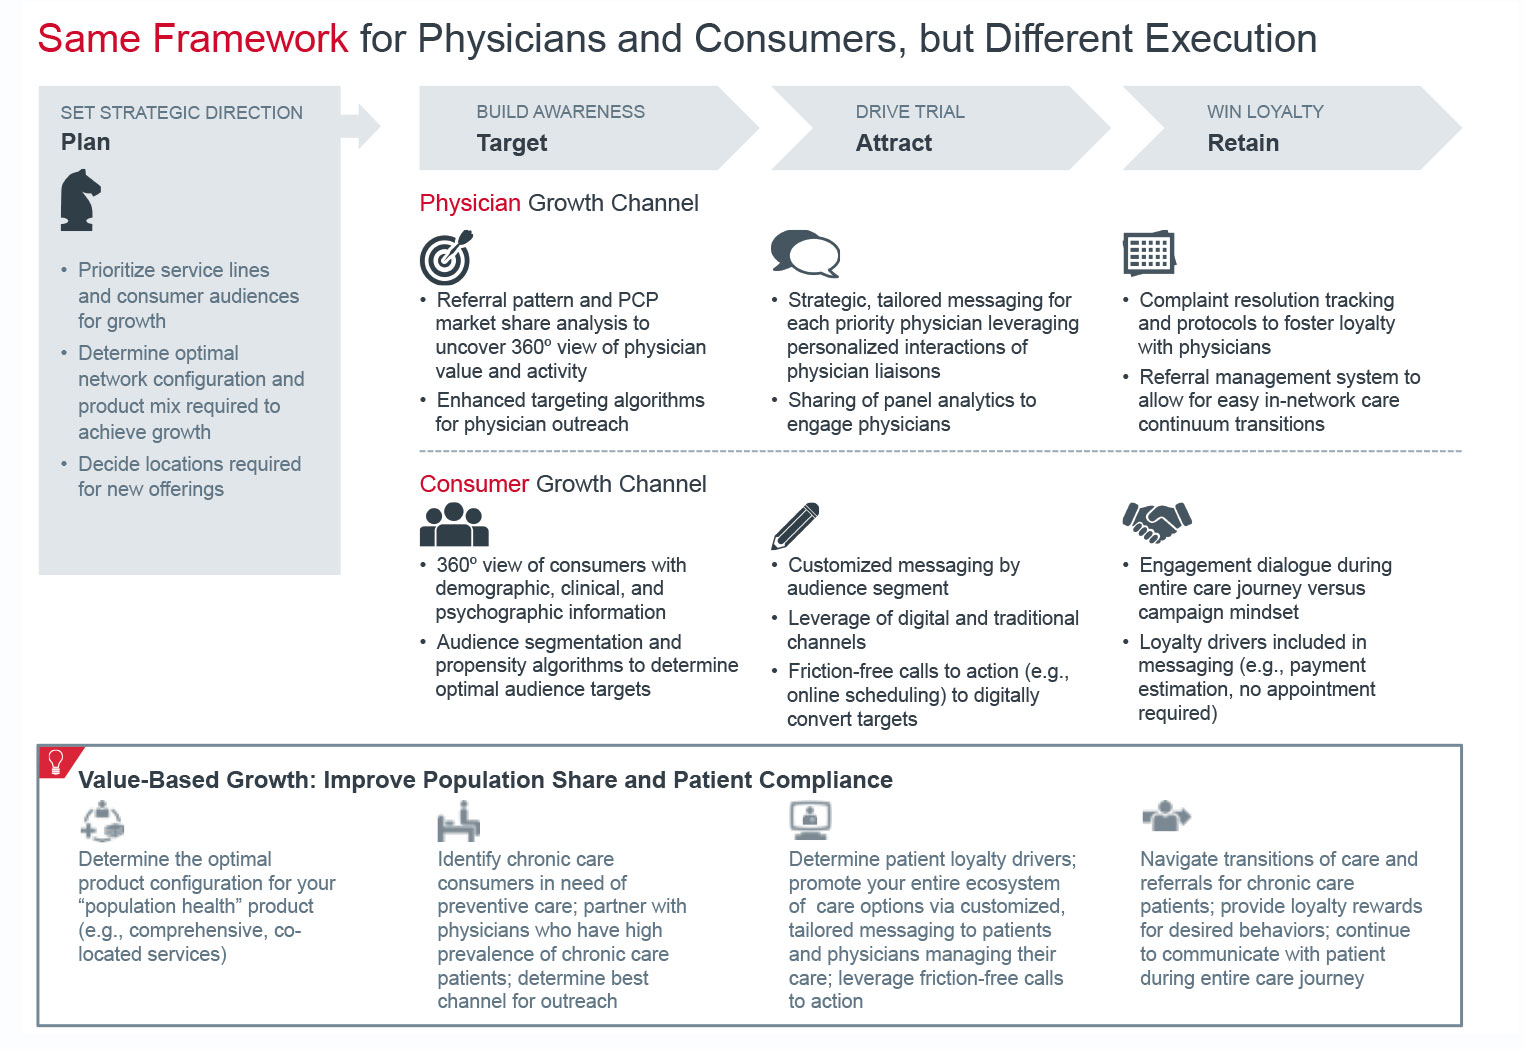 Same Framework for Physicians and Consumers, but Different Execution
SET STRATEGIC DIRECTION
Plan
• Prioritize service lines
and consumer audiences
for growth
• Determine optimal
network configuration and
product mix required to
achieve growth
• Decide locations required
for new offerings
BUILD AWARENESS
Target
DRIVE TRIAL
Attract
WIN LOYALTY
Retain
Physician Growth Channel
• Referral pattern and PCP
market share analysis to
uncover 360º view of physician
value and activity
• Enhanced targeting algorithms
for physician outreach
• Strategic, tailored messaging for
each priority physician leveraging
personalized interactions of
physician liaisons
• Sharing of panel analytics to
engage physicians
• Complaint resolution tracking
and protocols to foster loyalty
with physicians
• Referral management system to
allow for easy in-network care
continuum transitions
Consumer Growth Channel
• 360º view of consumers with
demographic, clinical, and
psychographic information
• Audience segmentation and
propensity algorithms to determine
optimal audience targets
• Customized messaging by
audience segment
• Leverage of digital and traditional
channels
• Friction-free calls to action (e.g.,
online scheduling) to digitally
convert targets
• Engagement dialogue during
entire care journey versus
campaign mindset
• Loyalty drivers included in
messaging (e.g., payment
estimation, no appointment
required)
Value-Based Growth: Improve Population Share and Patient Compliance
Determine the optimal
product configuration for your
“population health” product
(e.g., comprehensive, co-
located services)
Identify chronic care
consumers in need of
preventive care; partner with
physicians who have high
prevalence of chronic care
patients; determine best
channel for outreach
Determine patient loyalty drivers;
promote your entire ecosystem
of care options via customized,
tailored messaging to patients
and physicians managing their
care; leverage friction-free calls
to action
Navigate transitions of care and
referrals for chronic care
patients; provide loyalty rewards
for desired behaviors; continue
to communicate with patient
during entire care journey